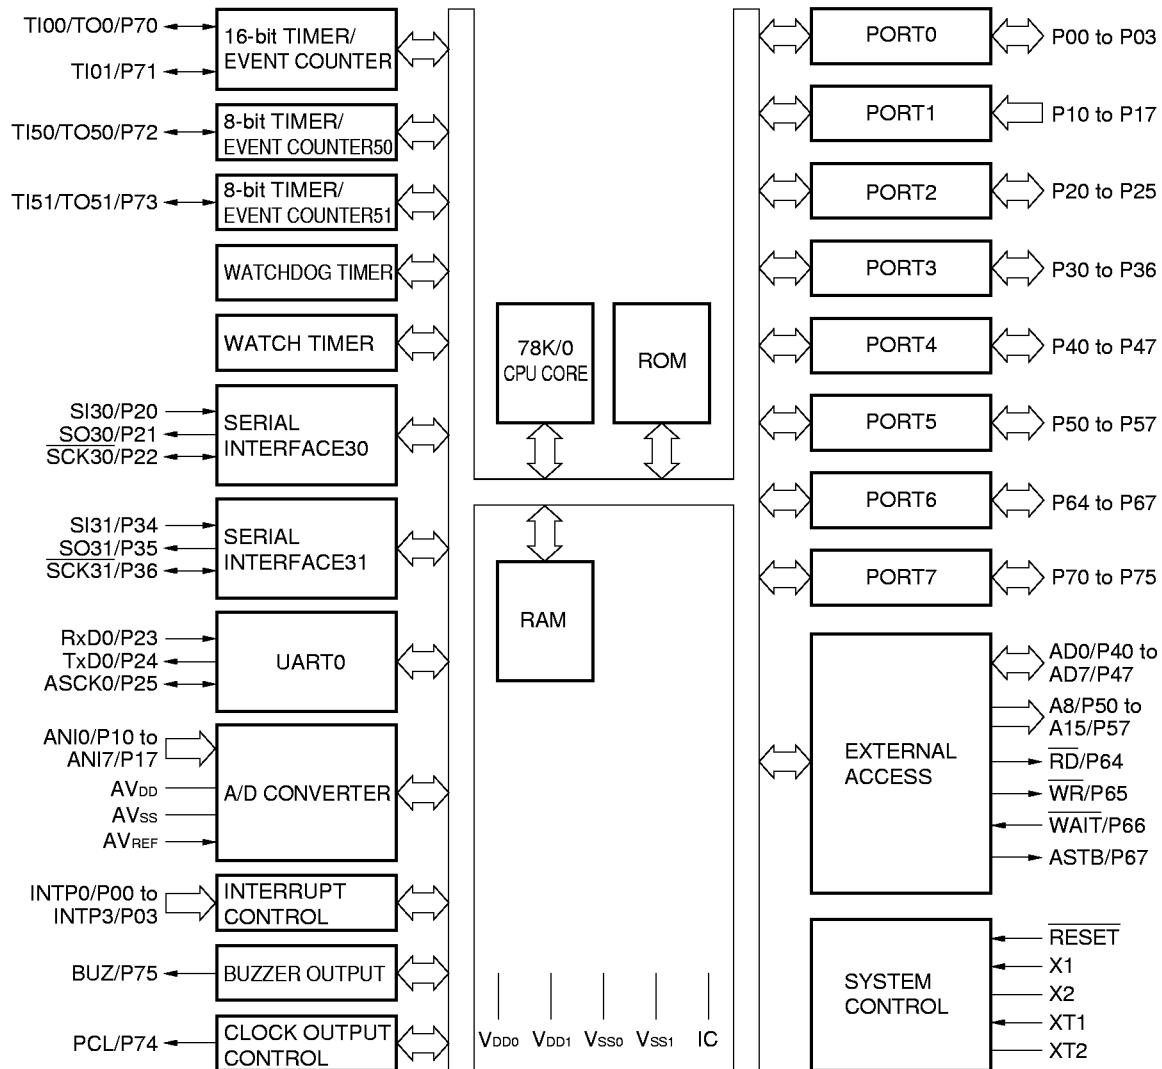 TI00/TO0/P70
TI01/P71
16-bit TIMER/
EVENT COUNTER
TI50/TO50/P72
8-bit TIMER/
EVENT COUNTER50
TI51/TO51/P73
8-bit TIMER/
EVENT COUNTER51
WATCHDOG TIMER
WATCH TIMER
SI30/P20
SO30/P21
SCK30/P22
SERIAL
INTERFACE30
SI31/P34
SO31/P35
SCK31/P36
SERIAL
INTERFACE31
RxD0/P23
TxD0/P24
ASCK0/P25
UART0
ANI0/P10 to
ANI7/P17
AVDD
AVSS
AVREF
A/D CONVERTER
INTP0/P00 to
INTP3/P03
INTERRUPT
CONTROL
BUZ/P75
BUZZER OUTPUT
PCL/P74
CLOCK OUTPUT
CONTROL
78K/0
CPU CORE
ROM
RAM
VDD0
VDD1
VSS0
VSS1
IC
PORT0
P00 to P03
PORT1
P10 to P17
PORT2
P20 to P25
PORT3
P30 to P36
PORT4
P40 to P47
PORT5
P50 to P57
PORT6
P64 to P67
PORT7
P70 to P75
EXTERNAL
ACCESS
AD0/P40 to
AD7/P47
A8/P50 to
A15/P57
RD/P64
WR/P65
WAIT/P66
ASTB/P67
SYSTEM
CONTROL
RESET
X1
X2
XT1
XT2